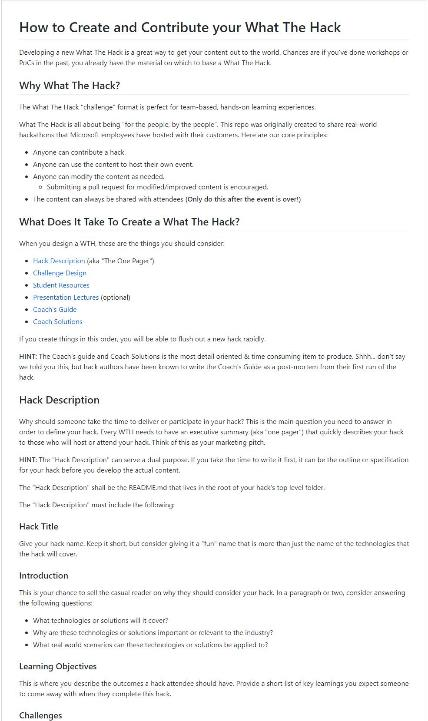 How to Create and Contribute your What The Hack
Developing a new What The Hack is a great way to get your content out to the world. Chances are if you've done workshops or
PoCs in the past, you already have the material on which to base a What The Hack.
Why What The Hack?
The What The Hack "challenge" format is perfect for team-based, hands-on learning experiences.
What The Hack is all about being "for the people, by the people". This repo was originally created to share real-world
hackathons that Microsoft employees have hosted with their customers. Here are our core principles:
• Anyone can contribute a hack.
• Anyone can use the content to host their own event.
• Anyone can modify the content as needed.
○ Submitting a pull request for modified/improved content is encouraged.
• The content can always be shared with attendees (Only do this after the event is over!)
What Does It Take To Create a What The Hack?
When you design a WTH, these are the things you should consider:
• Hack Description (aka "The One Pager")
• Challenge Design
• Student Resources
• Presentation Lectures (optional)
• Coach's Guide
• Coach Solutions
If you create things in this order, you will be able to flush out a new hack rapidly.
HINT: The Coach's guide and Coach Solutions is the most detail oriented & time consuming item to produce. Shhh... don't say
we told you this, but hack authors have been known to write the Coach's Guide as a post-mortem from their first run of the
hack.
Hack Description
Why should someone take the time to deliver or participate in your hack? This is the main question you need to answer in
order to define your hack. Every WTH needs to have an executive summary (aka "one pager") that quickly describes your hack
to those who will host or attend your hack. Think of this as your marketing pitch.
HINT: The "Hack Description" can serve a dual purpose. If you take the time to write it first, it can be the outline or specification
for your hack before you develop the actual content.
The "Hack Description" shall be the README.md that lives in the root of your hack's top level folder.
The "Hack Description" must include the following:
Hack Title
Give your hack name. Keep it short, but consider giving it a "fun" name that is more than just the name of the technologies that
the hack will cover.
Introduction
This is your chance to sell the casual reader on why they should consider your hack. In a paragraph or two, consider answering
the following questions:
• What technologies or solutions will it cover?
• Why are these technologies or solutions important or relevant to the industry?
• What real world scenarios can these technologies or solutions be applied to?
Learning Objectives
This is where you describe the outcomes a hack attendee should have. Provide a short list of key learnings you expect someone
to come away with when they complete this hack.
Challenges